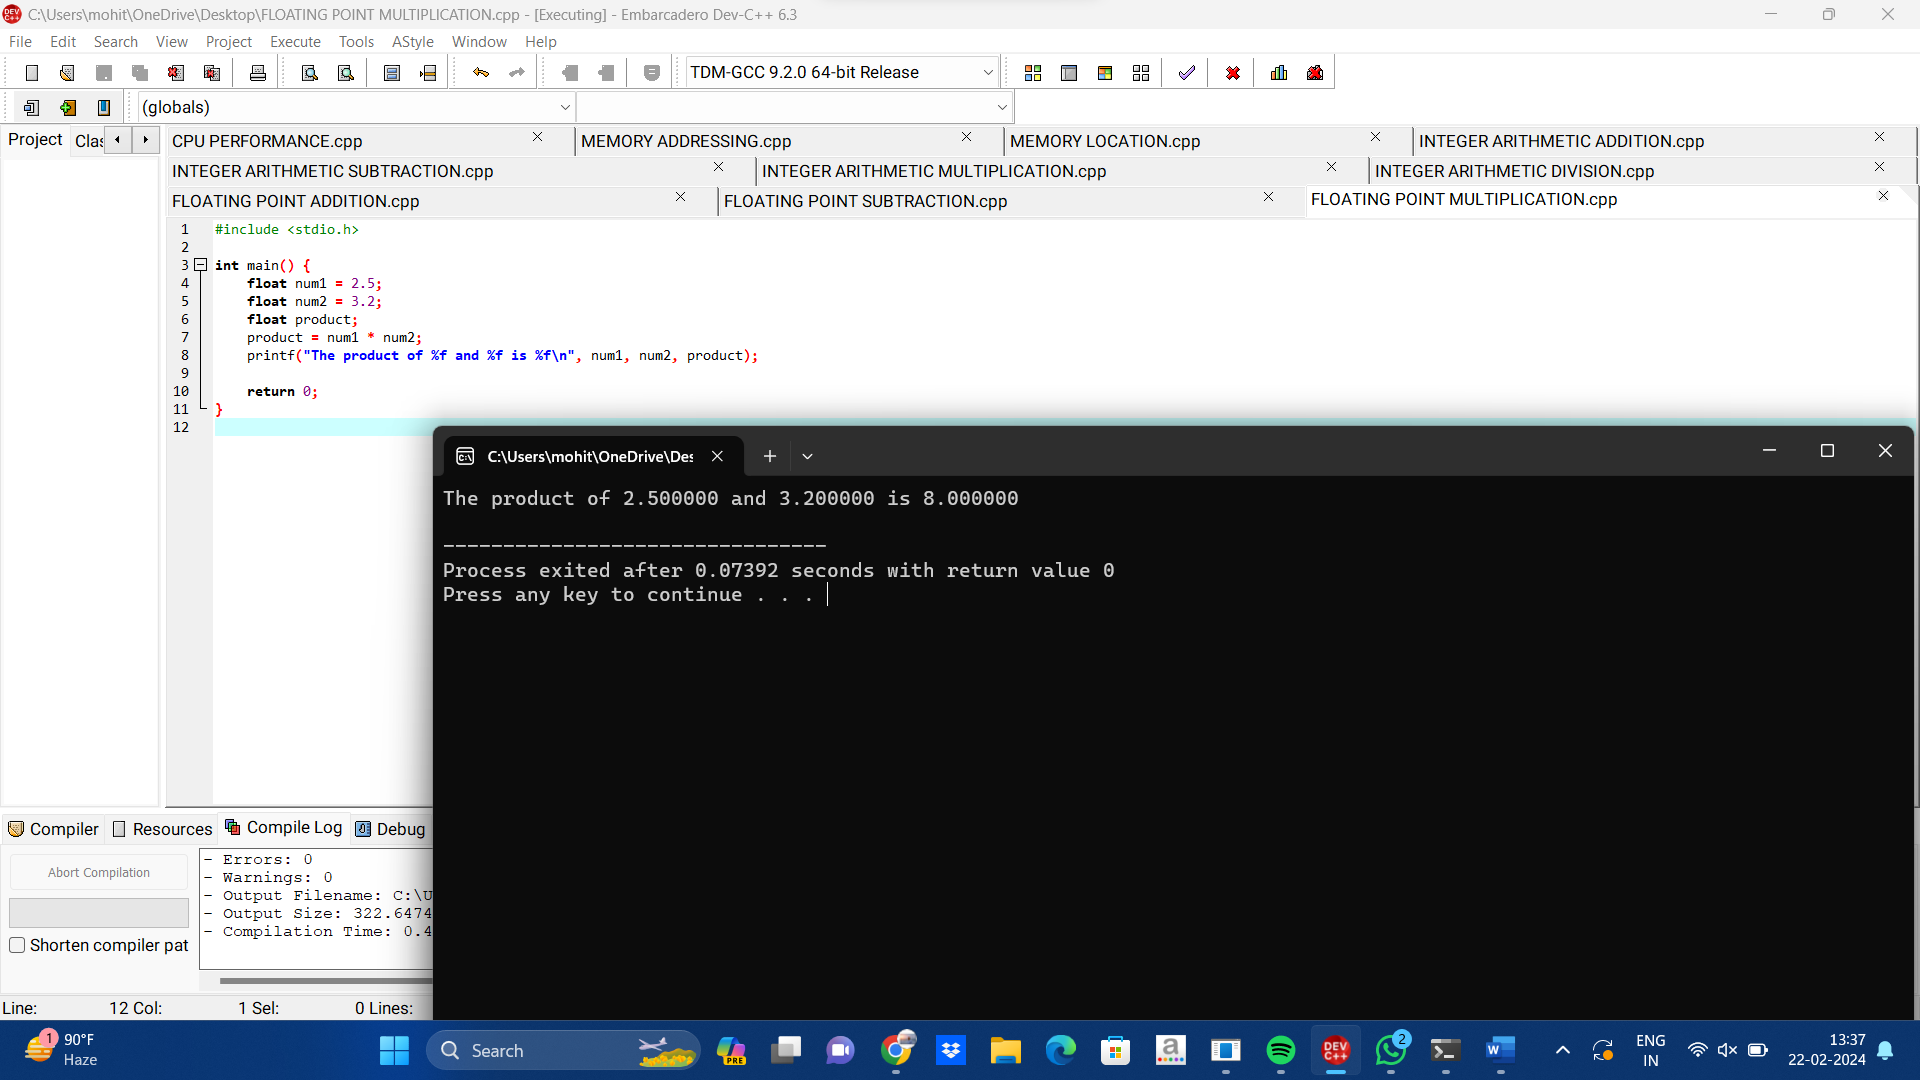 C:\Users\mohit\OneDrive\Desktop\FLOATING POINT MULTIPLICATION.cpp - [Executing] - Embarcadero Dev-C++ 6.3
File Edit Search View Project Execute Tools AStyle Window Help
TDM-GCC 9.2.0 64-bit Release
(globals)
Project Clas
CPU PERFORMANCE.cpp MEMORY ADDRESSING.cpp MEMORY LOCATION.cpp INTEGER ARITHMETIC ADDITION.cpp
INTEGER ARITHMETIC SUBTRACTION.cpp INTEGER ARITHMETIC MULTIPLICATION.cpp INTEGER ARITHMETIC DIVISION.cpp
FLOATING POINT ADDITION.cpp FLOATING POINT SUBTRACTION.cpp FLOATING POINT MULTIPLICATION.cpp
1 #include <stdio.h>
2
3 int main() {
4 float num1 = 2.5;
5 float num2 = 3.2;
6 float product;
7 product = num1 * num2;
8 printf("The product of %f and %f is %f\n", num1, num2, product);
9
10 return 0;
11 }
12
C:\Users\mohit\OneDrive\Des
The product of 2.500000 and 3.200000 is 8.000000
--------------------------------
Process exited after 0.07392 seconds with return value 0
Press any key to continue . . .
Compiler Resources Compile Log Debug
Abort Compilation
Shorten compiler pat
- Errors: 0
- Warnings: 0
- Output Filename: C:\U
- Output Size: 322.6474
- Compilation Time: 0.4
Line: 12 Col: 1 Sel: 0 Lines:
1 90°F
Haze
Search
PRE
a
DEV C++
2
W
ENG
IN
13:37
22-02-2024